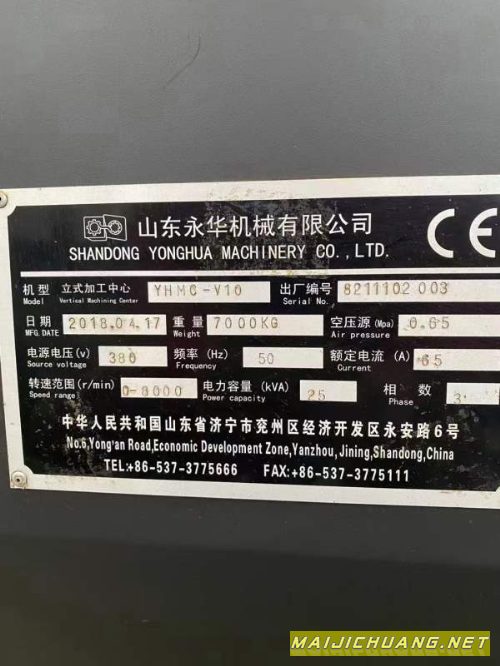 山东永华机械有限公司
SHANDONG YONGHUA MACHINERY CO.,LTD.
CE
机型 立式加工中心 YHMC-V10 出厂编号 8211102 003
Model Vertical Machining Center Serial No.
日期 2018.04.17 重量 7000KG 空压源 (Mpa) 0.65
MFG.DATE Weight Air pressure
电源电压(v) 380 频率 (Hz) 50 额定电流 (A) 65
Source voltage Frequency Current
转速范围(r/min) 0-8000 电力容量 (kVA) 25 相数 3
Speed range Power capacity Phase
中华人民共和国山东省济宁市兖州区经济开发区永安路6号
No.6,Yong'an Road,Economic Development Zone,Yanzhou,Jining,Shandong,China
TEL:+86-537-3775666 FAX:+86-537-3775111
MAIJICHUANG.NET